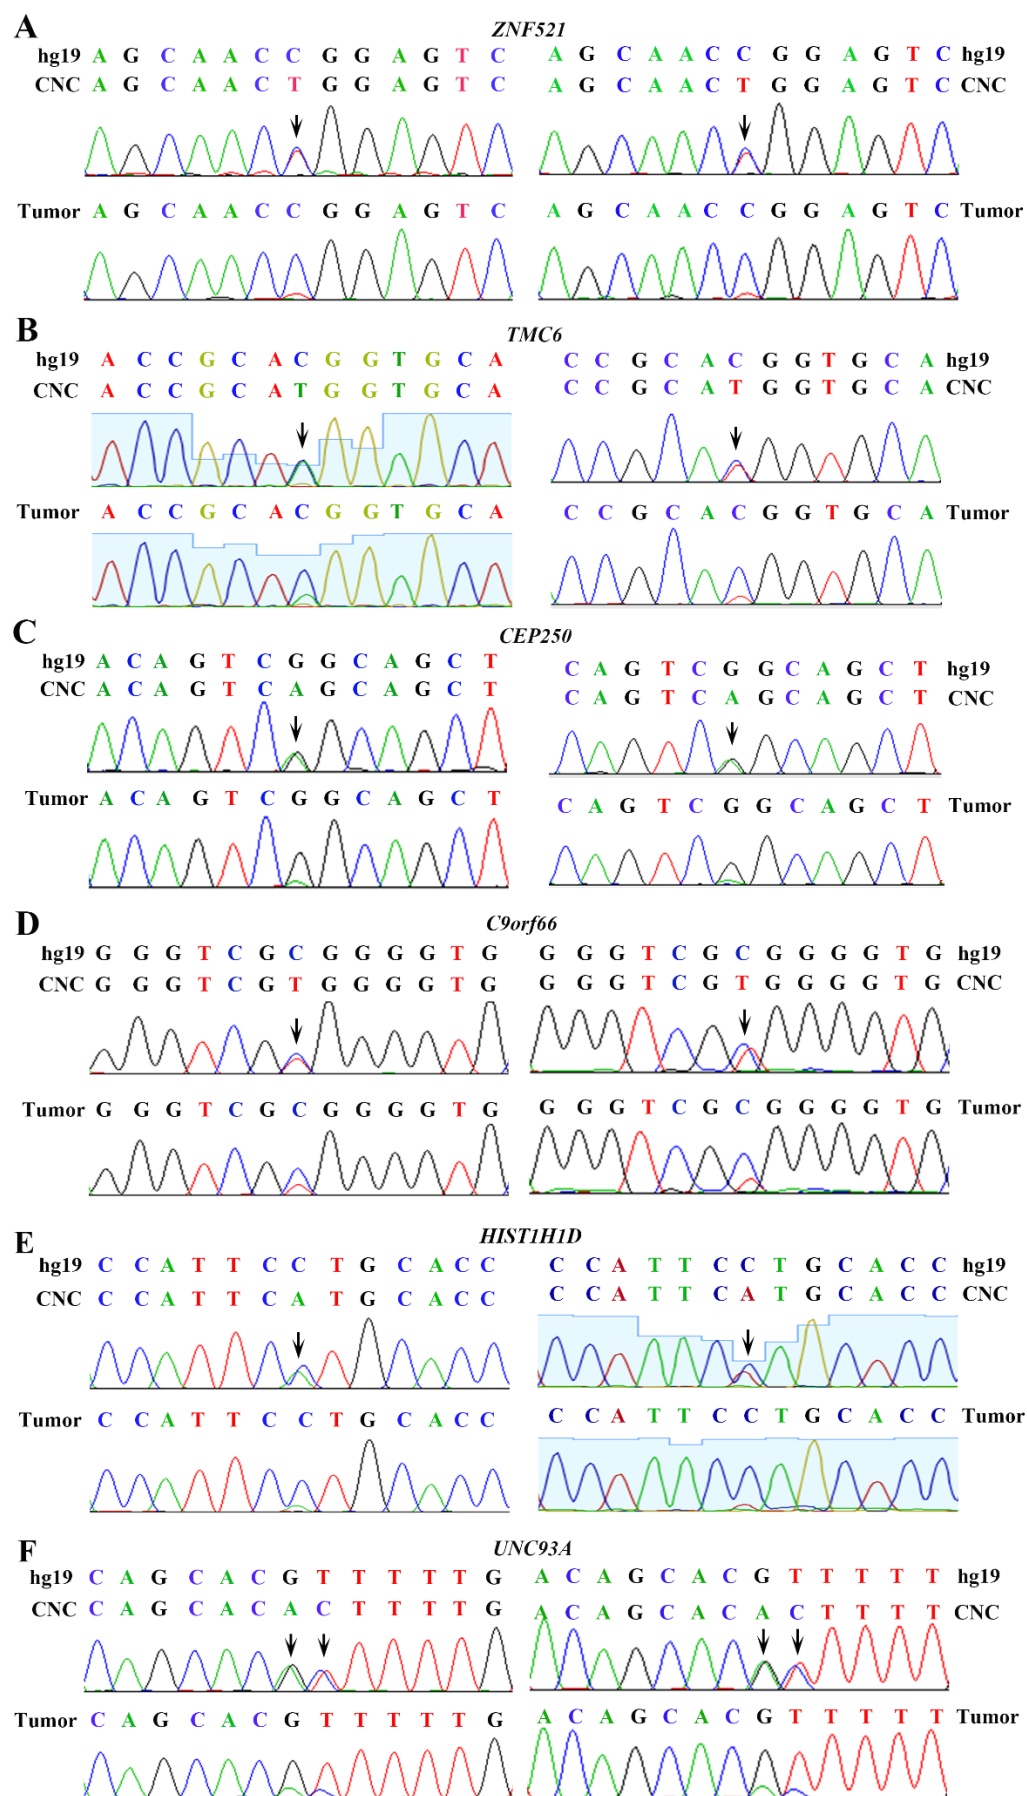 A ZNF521
hg19 A G C A A C C G G A G T C A G C A A C C G G A G T C hg19
CNC A G C A A C T G G A G T C A G C A A C T G G A G T C CNC
Tumor A G C A A C C G G A G T C A G C A A C C G G A G T C Tumor
B TMC6
hg19 A C C G C A C G G T G C A C C G C A C G G T G C A hg19
CNC A C C G C A T G G T G C A C C G C A T G G T G C A CNC
Tumor A C C G C A C G G T G C A C C G C A C G G T G C A Tumor
C CEP250
hg19 A C A G T C G G C A G C T C A G T C G G C A G C T hg19
CNC A C A G T C A G C A G C T C A G T C A G C A G C T CNC
Tumor A C A G T C G G C A G C T C A G T C G G C A G C T Tumor
D C9orf66
hg19 G G G T C G C G G G G T G G G G T C G C G G G G T G hg19
CNC G G G T C G T G G G G T G G G G T C G T G G G G T G CNC
Tumor G G G T C G C G G G G T G G G G T C G C G G G G T G Tumor
E HIST1H1D
hg19 C C A T T C C T G C A C C C C A T T C C T G C A C C hg19
CNC C C A T T C A T G C A C C C C A T T C A T G C A C C CNC
Tumor C C A T T C C T G C A C C C C A T T C C T G C A C C Tumor
F UNC93A
hg19 C A G C A C G T T T T T G A C A G C A C G T T T T T hg19
CNC C A G C A C A C T T T T G A C A G C A C A C T T T T CNC
Tumor C A G C A C G T T T T T G A C A G C A C G T T T T T Tumor